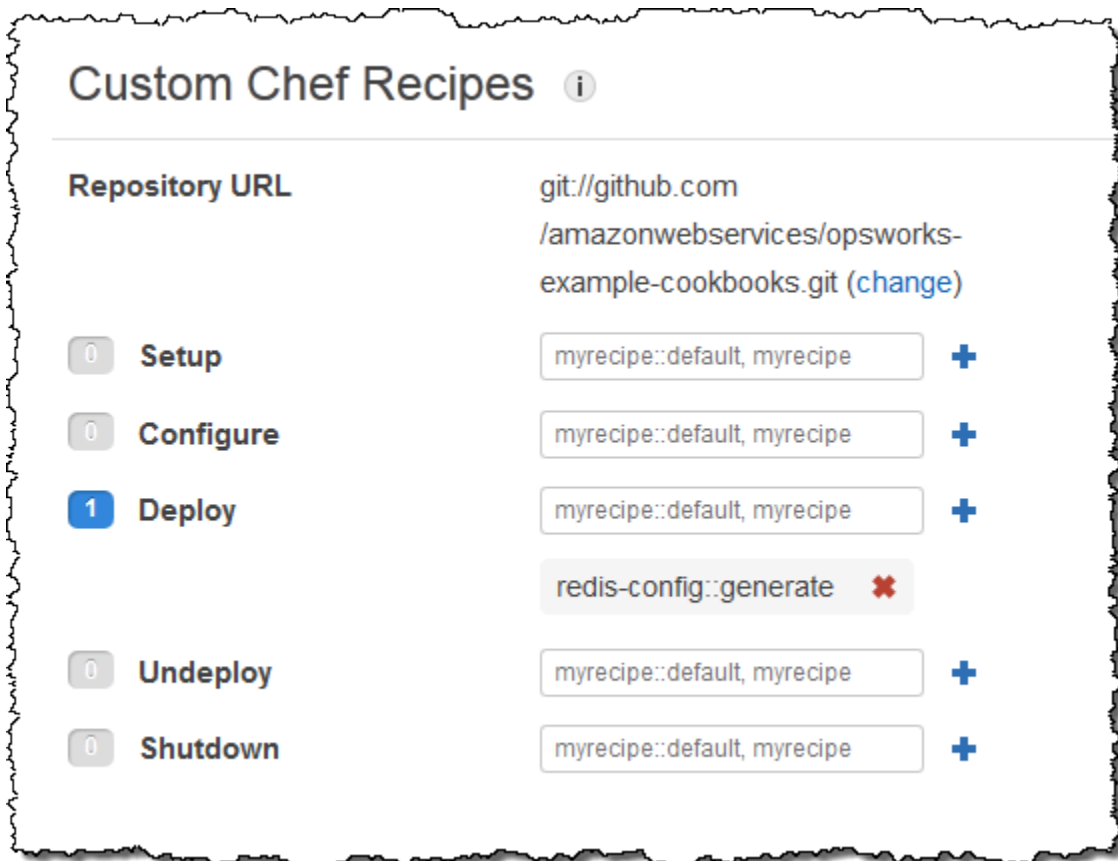 Custom Chef Recipes i
Repository URL git://github.com
/amazonwebservices/opsworks-
example-cookbooks.git (change)
0 Setup myrecipe::default, myrecipe
0 Configure myrecipe::default, myrecipe
1 Deploy myrecipe::default, myrecipe
redis-config::generate
0 Undeploy myrecipe::default, myrecipe
0 Shutdown myrecipe::default, myrecipe